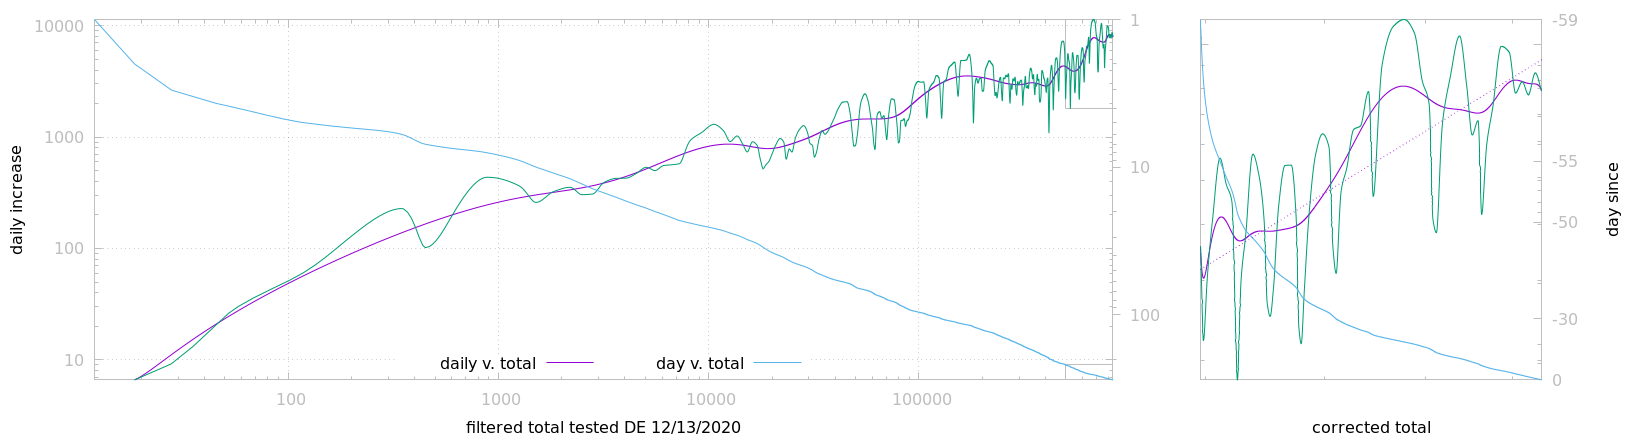 10000
1000
100
10
daily increase
100
1000
10000
100000
filtered total tested DE 12/13/2020
daily v. total
day v. total
1
10
100
-59
-55
-50
-30
0
day since
corrected total